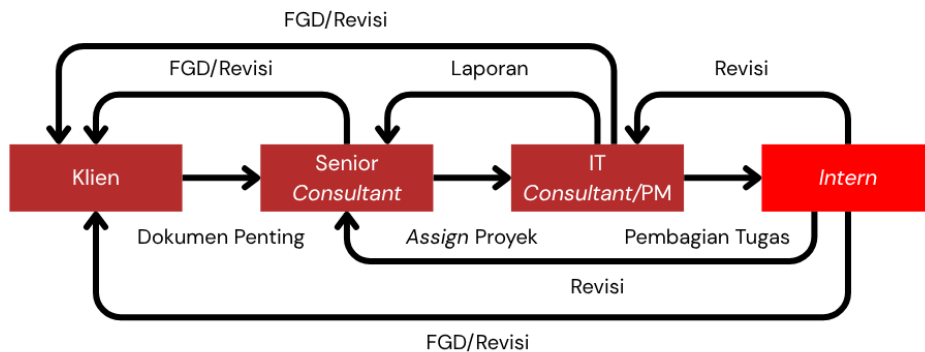 FGD/Revisi
FGD/Revisi
Laporan
Revisi
Klien
Senior
Consultant
IT
Consultant/PM
Intern
Dokumen Penting
Assign Proyek
Pembagian Tugas
Revisi
FGD/Revisi